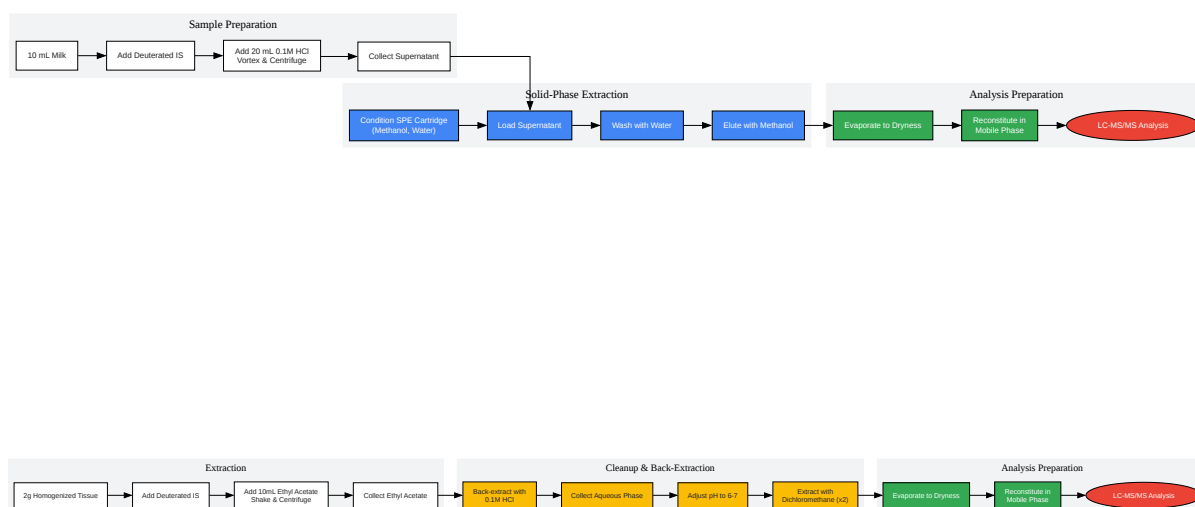 Sample Preparation
10 mL Milk
Add Deuterated IS
Add 20 mL 0.1M HCl
Vortex & Centrifuge
Collect Supernatant
Solid-Phase Extraction
Condition SPE Cartridge
(Methanol, Water)
Load Supernatant
Wash with Water
Elute with Methanol
Analysis Preparation
Evaporate to Dryness
Reconstitute in
Mobile Phase
LC-MS/MS Analysis
Extraction
2g Homogenized Tissue
Add Deuterated IS
Add 10mL Ethyl Acetate
Shake & Centrifuge
Collect Ethyl Acetate
Cleanup & Back-Extraction
Back-extract with
0.1M HCl
Collect Aqueous Phase
Adjust pH to 6-7
Extract with
Dichloromethane (x2)
Analysis Preparation
Evaporate to Dryness
Reconstitute in
Mobile Phase
LC-MS/MS Analysis